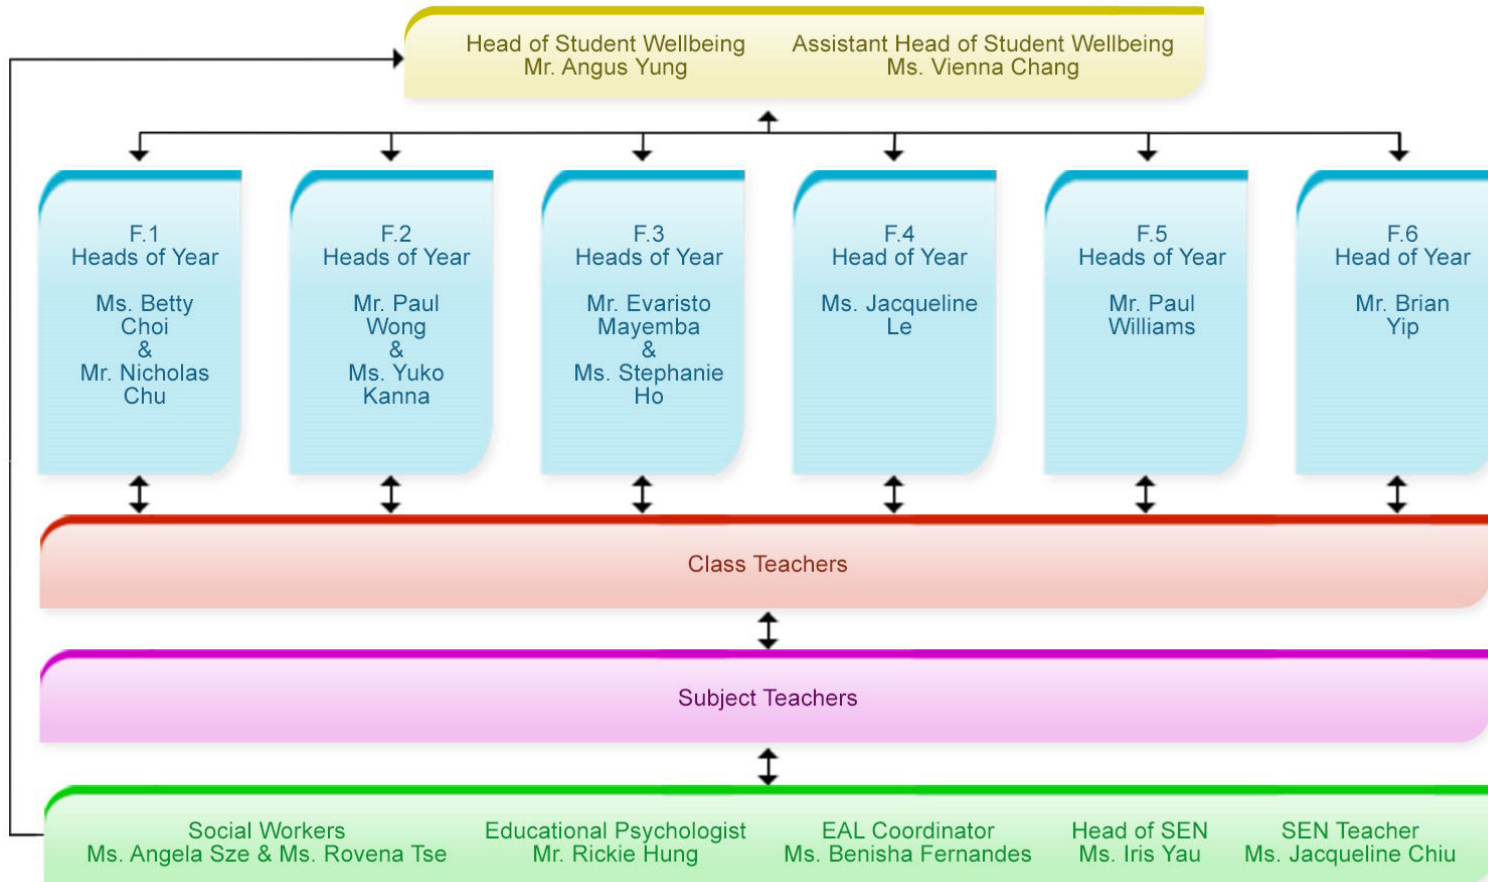 Head of Student Wellbeing
Mr. Angus Yung
Assistant Head of Student Wellbeing
Ms. Vienna Chang
F.1
Heads of Year
Ms. Betty
Choi
&
Mr. Nicholas
Chu
F.2
Heads of Year
Mr. Paul
Wong
&
Ms. Yuko
Kanna
F.3
Heads of Year
Mr. Evaristo
Mayemba
&
Ms. Stephanie
Ho
F.4
Head of Year
Ms. Jacqueline
Le
F.5
Heads of Year
Mr. Paul
Williams
F.6
Head of Year
Mr. Brian
Yip
Class Teachers
Subject Teachers
Social Workers
Ms. Angela Sze & Ms. Rovena Tse
Educational Psychologist
Mr. Rickie Hung
EAL Coordinator
Ms. Benisha Fernandes
Head of SEN
Ms. Iris Yau
SEN Teacher
Ms. Jacqueline Chiu